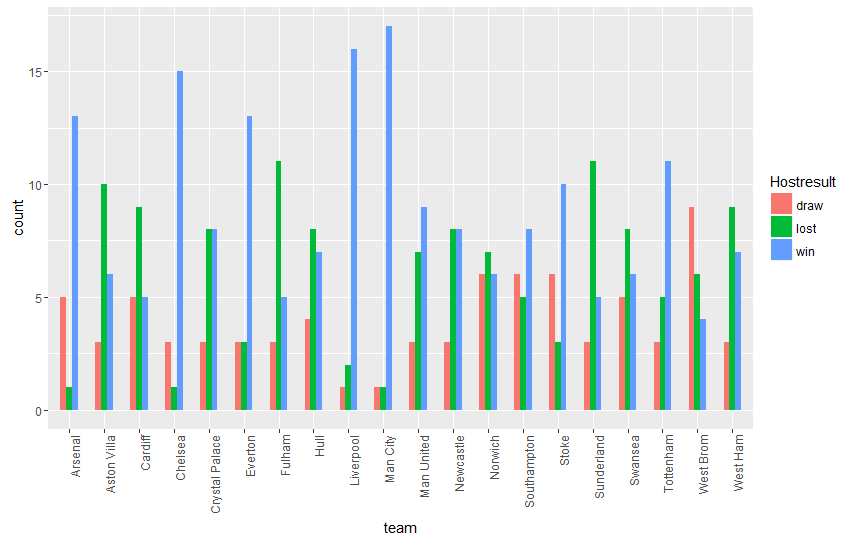 15
10
5
0
count
Arsenal
Aston Villa
Cardiff
Chelsea
Crystal Palace
Everton
Fulham
Hull
Liverpool
Man City
Man United
Newcastle
Norwich
Southampton
Stoke
Sunderland
Swansea
Tottenham
West Brom
West Ham
team
Hostresult
draw
lost
win